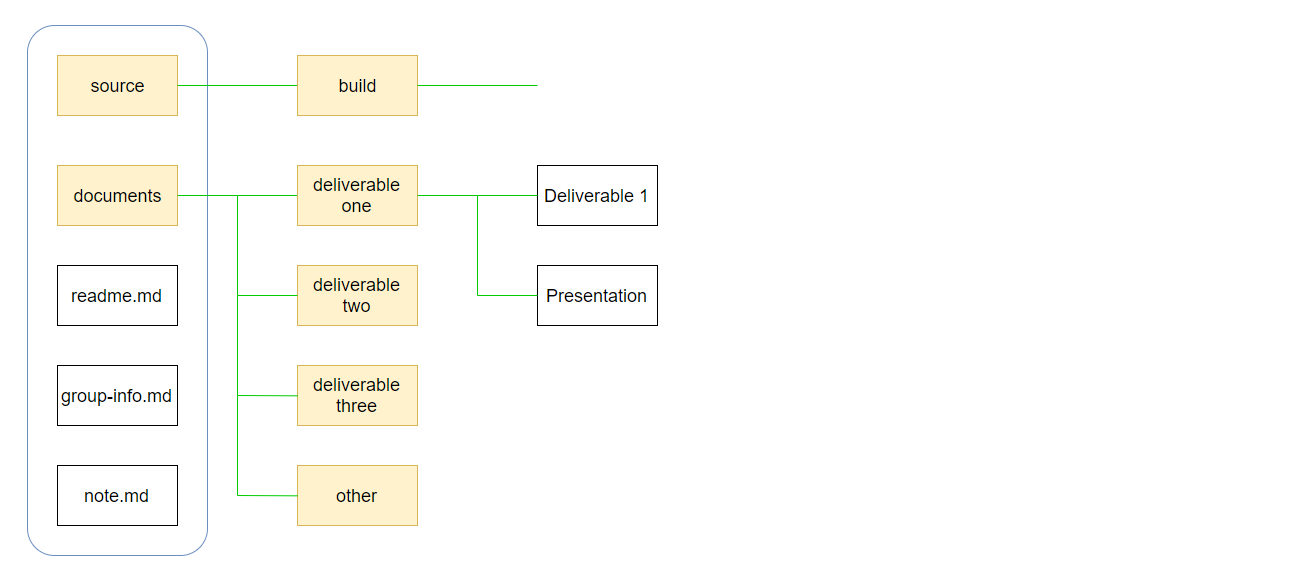 source
build
documents
deliverable
one
Deliverable 1
readme.md
deliverable
two
Presentation
group-info.md
deliverable
three
note.md
other